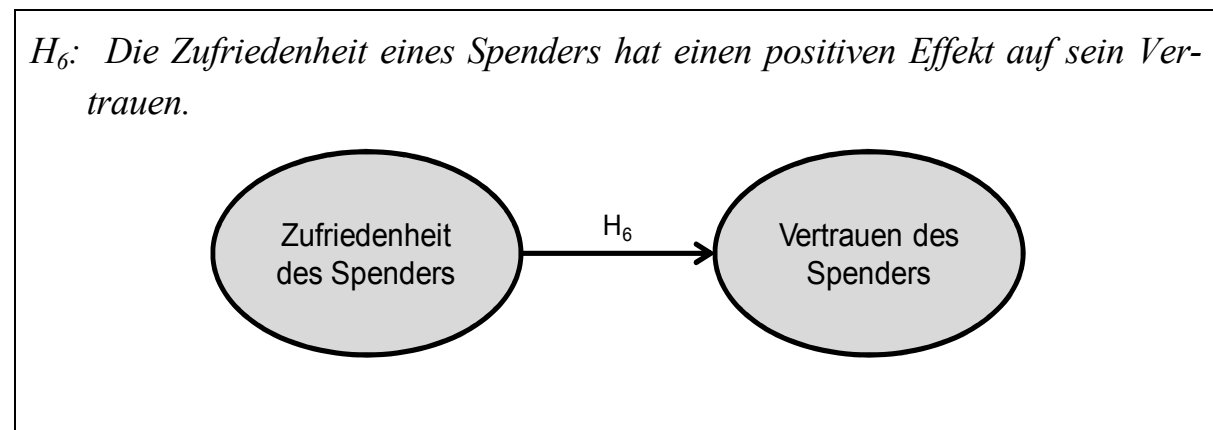 H₆: Die Zufriedenheit eines Spenders hat einen positiven Effekt auf sein Ver-
trauen.
H₆
Zufriedenheit
des Spenders
Vertrauen des
Spenders